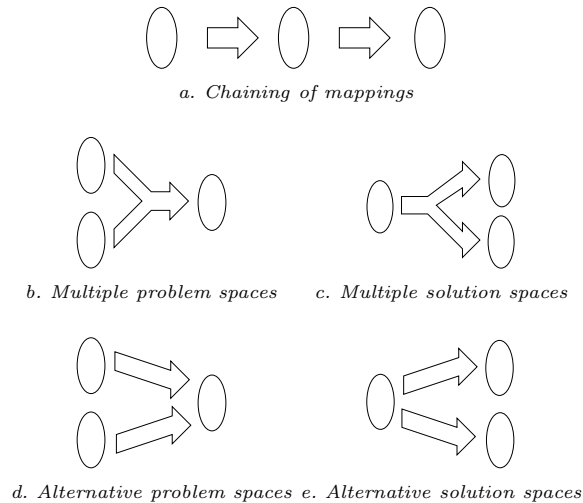 a. Chaining of mappings
b. Multiple problem spaces
c. Multiple solution spaces
d. Alternative problem spaces
e. Alternative solution spaces